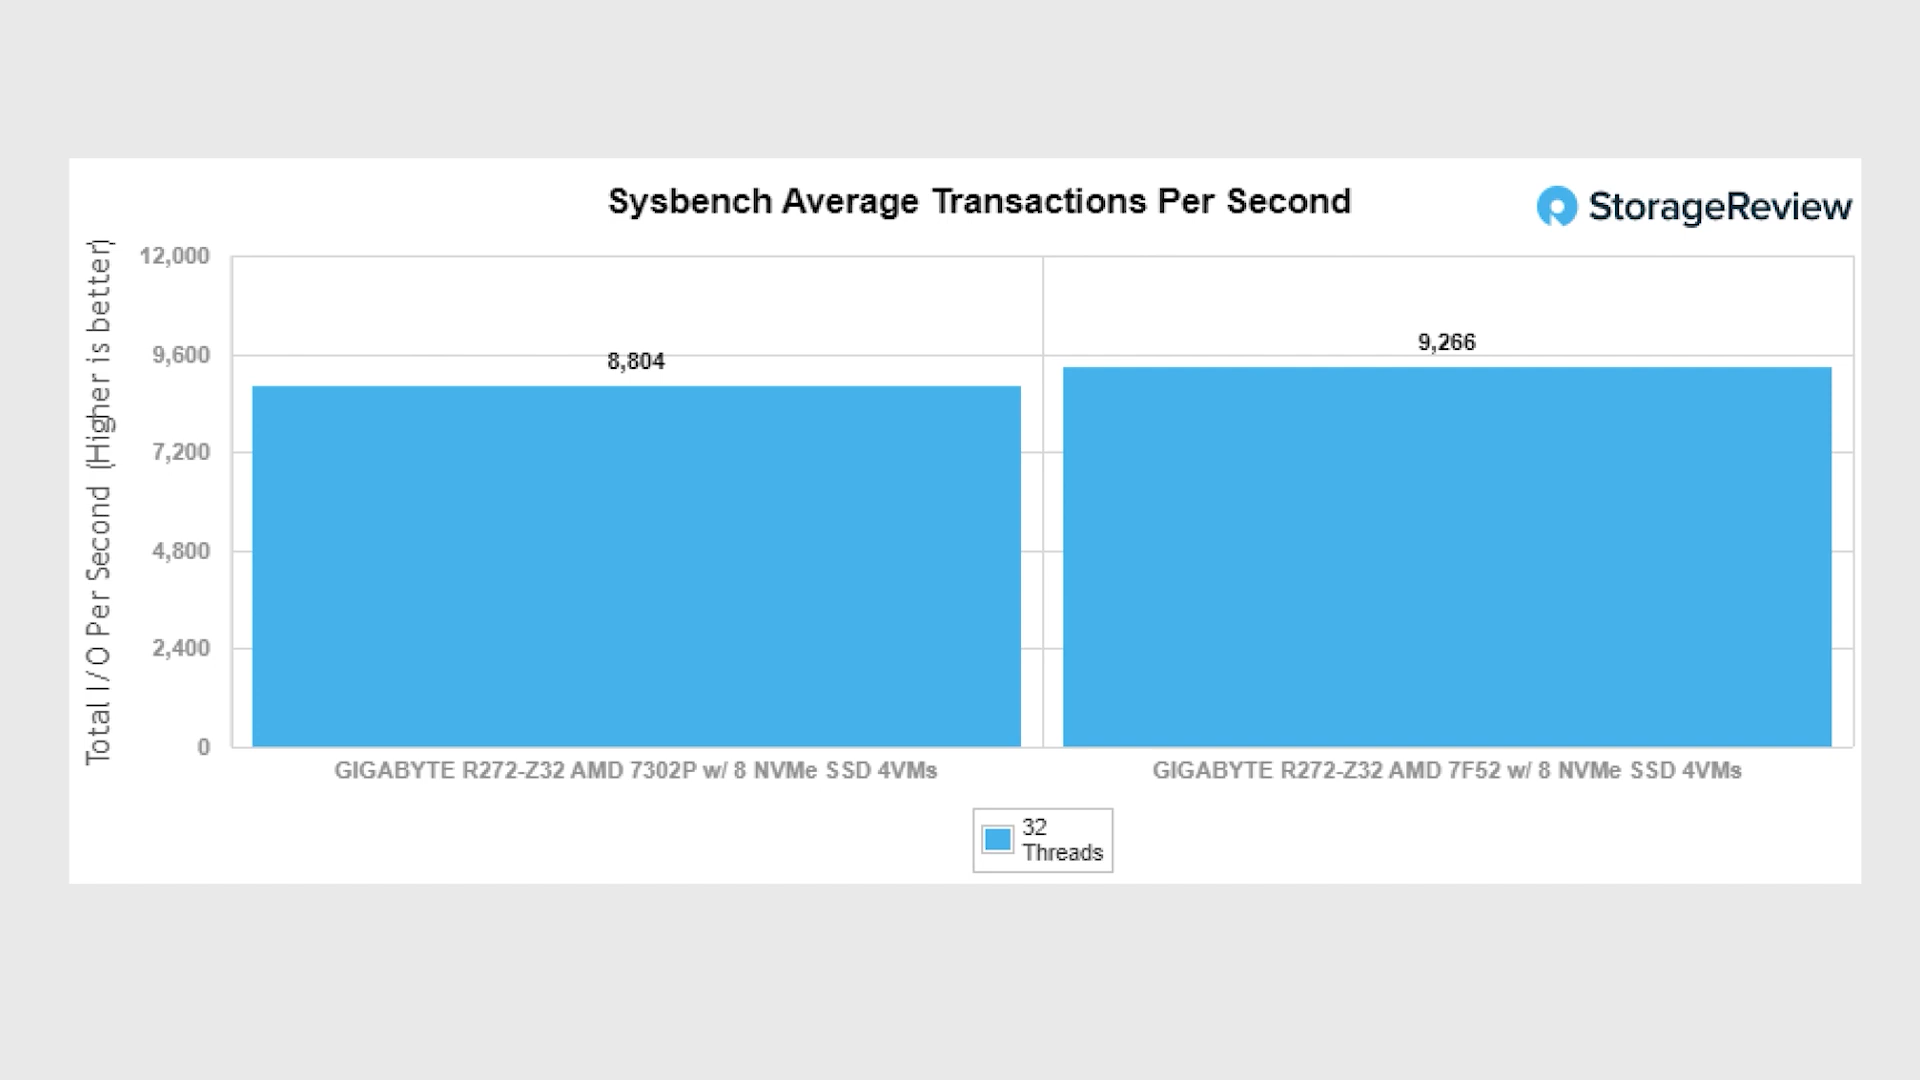 Sysbench Average Transactions Per Second
StorageReview
Total I/O Per Second (Higher is better)
12,000
9,600
7,200
4,800
2,400
0
8,804
9,266
GIGABYTE R272-Z32 AMD 7302P w/ 8 NVMe SSD 4VMs
GIGABYTE R272-Z32 AMD 7F52 w/ 8 NVMe SSD 4VMs
32
Threads